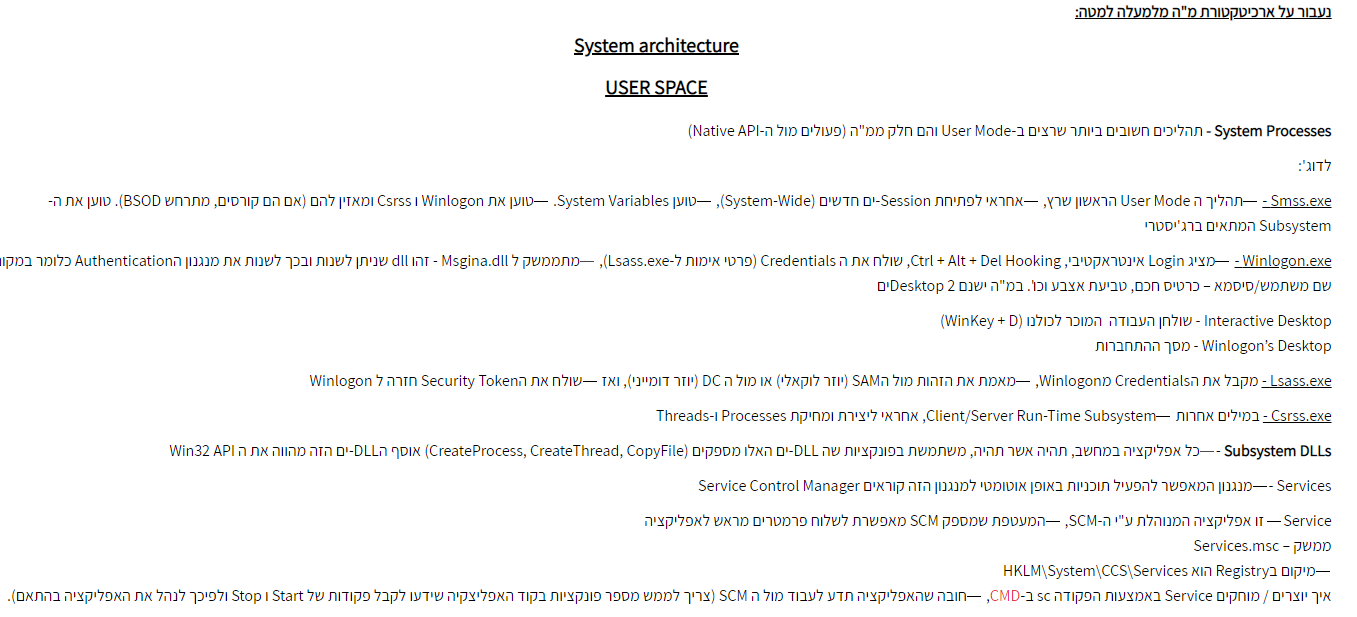 נעבור על ארכיטקטורת מ"ה מלמעלה למטה:
System architecture
USER SPACE
System Processes - תהליכים חשובים ביותר שרצים ב-User Mode והם חלק ממ"ה (פעולים מול ה-Native API)
לדוג':
Smss.exe - —תהליך ה User Mode הראשון שרץ, —אחראי לפתיחת Session-ים חדשים (System-Wide), —טוען System Variables. —טוען את Winlogon ו Csrss ומאזין להם (אם הם קורסים, מתרחש BSOD). טוען את ה-
Subsystem המתאים ברג'יסטרי
Winlogon.exe - —מציג Login אינטראקטיבי, Ctrl + Alt + Del Hooking, שולח את ה Credentials (פרטי אימות ל-Lsass.exe), —מתממשק ל Msgina.dll - זהו dll שניתן לשנות ובכך לשנות את מנגנון הAuthentication כלומר
שם משתמש/סיסמא – כרטיס חכם, טביעת אצבע וכו'. במ"ה ישנם 2 Desktopים
Interactive Desktop - שולחן העבודה המוכר לכולנו (WinKey + D)
Winlogon's Desktop - מסך ההתחברות
Lsass.exe - מקבל את הCredentials מWinlogon, —מאמת את הזהות מול הSAM (יוזר לוקאלי) או מול ה DC (יוזר דומייני), ואז —שולח את הSecurity Token חזרה ל Winlogon
Csrss.exe - במילים אחרות —Client/Server Run-Time Subsystem, אחראי ליצירת ומחיקת Processes ו-Threads
Subsystem DLLs - —כל אפליקציה במחשב, תהיה אשר תהיה, משתמשת בפונקציות שה DLL-ים האלו מספקים (CreateProcess, CreateThread, CopyFile) אוסף הDLL-ים הזה מהווה את ה Win32 API
Services - —מנגנון המאפשר להפעיל תוכניות באופן אוטומטי למנגנון הזה קוראים Service Control Manager
Service — זו אפליקציה המנוהלת ע"י ה-SCM, —המעטפת שמספק SCM מאפשרת לשלוח פרמטרים מראש לאפליקציה
ממשק – Services.msc
—מיקום בRegistry הוא HKLM\System\CCS\Services
איך יוצרים / מוחקים Service באמצעות הפקודה sc ב-CMD, —חובה שהאפליקציה תדע לעבוד מול ה SCM (צריך לממש מספר פונקציות בקוד האפליצקיה שידעו לקבל פקודות של Start ו Stop ולפיכך לנהל את האפליקציה בהתאם).